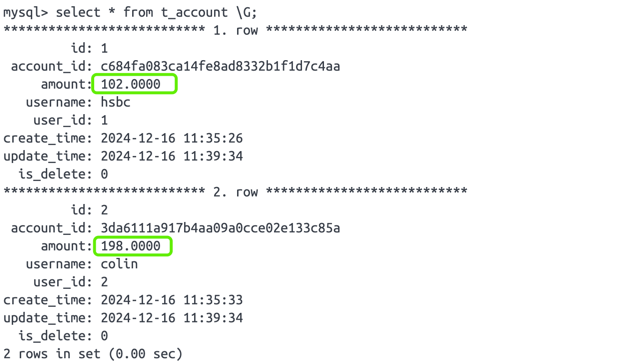 mysql> select * from t_account \G;
*************************** 1. row ***************************
id: 1
account_id: c684fa083ca14fe8ad8332b1f1d7c4aa
amount: 102.0000
username: hsbc
user_id: 1
create_time: 2024-12-16 11:35:26
update_time: 2024-12-16 11:39:34
is_delete: 0
*************************** 2. row ***************************
id: 2
account_id: 3da6111a917b4aa09a0cce02e133c85a
amount: 198.0000
username: colin
user_id: 2
create_time: 2024-12-16 11:35:33
update_time: 2024-12-16 11:39:34
is_delete: 0
2 rows in set (0.00 sec)